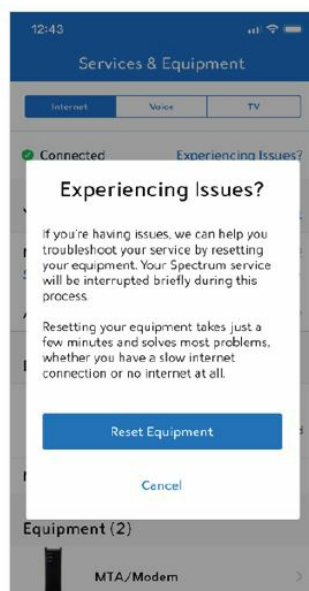 12:43
Services & Equipment
Internet Voice TV
Connected Experiencing Issues?
Experiencing Issues?
If you're having issues, we can help you
troubleshoot your service by resetting
your equipment. Your Spectrum service
will be interrupted briefly during this
process.
Resetting your equipment takes just a
few minutes and solves most problems,
whether you have a slow internet
connection or no internet at all.
Reset Equipment
Cancel
Equipment (2)
MTA/Modem